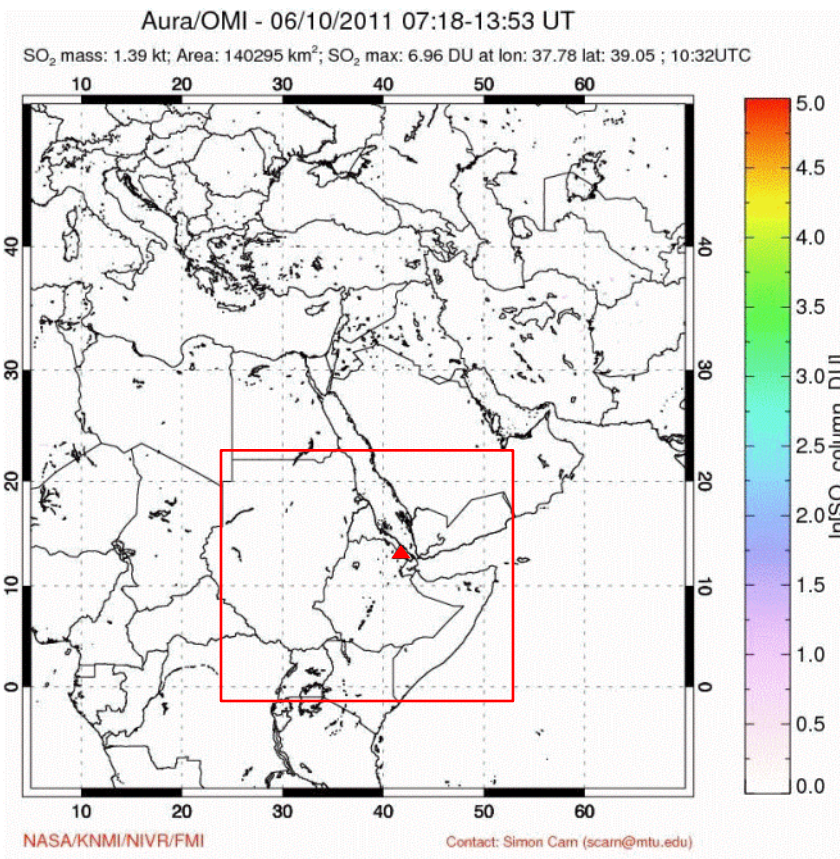 Aura/OMI - 06/10/2011 07:18-13:53 UT
SO₂ mass: 1.39 kt; Area: 140295 km²; SO₂ max: 6.96 DU at lon: 37.78 lat: 39.05 ; 10:32UTC
10 20 30 40 50 60
40 40
30 30
20 20
10 10
0 0
10 20 30 40 50 60
5.0
4.5
4.0
3.5
3.0
2.5
2.0
1.5
1.0
0.5
0.0
column
NASA/KNMI/NIVR/FMI
Contact: Simon Carn (scarn@mtu.edu)